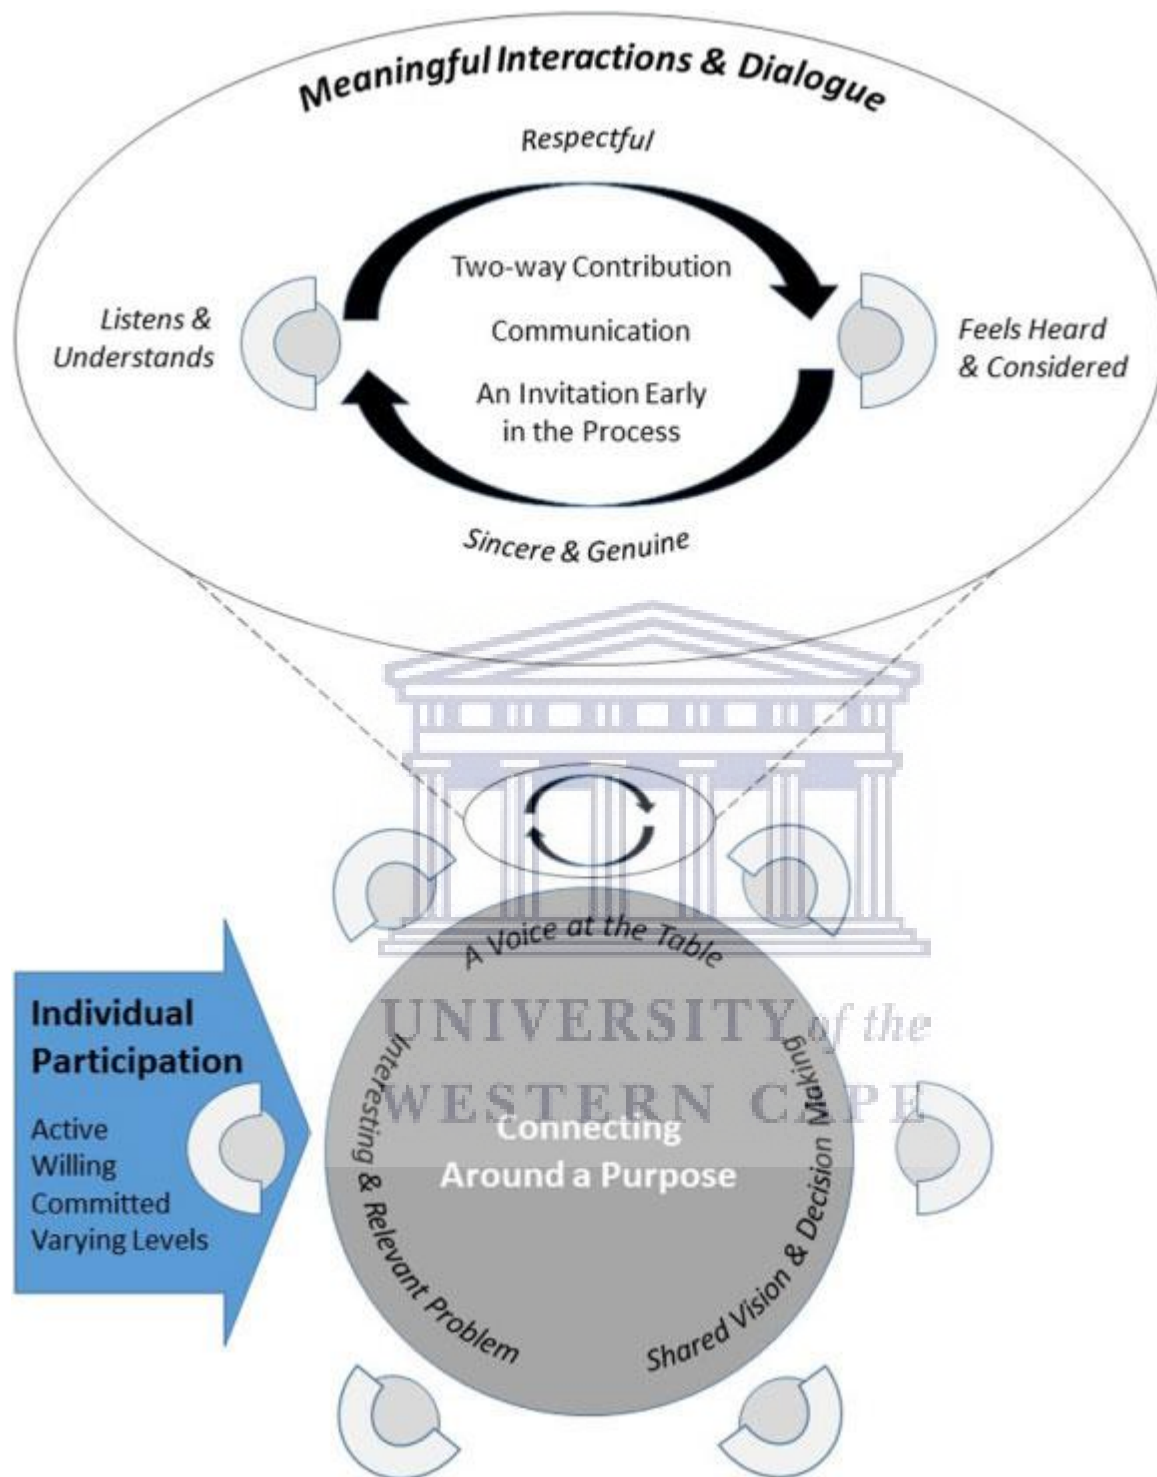 Meaningful Interactions & Dialogue
Respectful
Two-way Contribution
Communication
An Invitation Early
in the Process
Listens &
Understands
Feels Heard
& Considered
Sincere & Genuine
A Voice at the Table
Individual
Participation
Active
Willing
Committed
Varying Levels
Interesting & Relevant Problem
Connecting
Around a Purpose
Shared Vision & Decision Making
UNIVERSITY of the
WESTERN CAPE